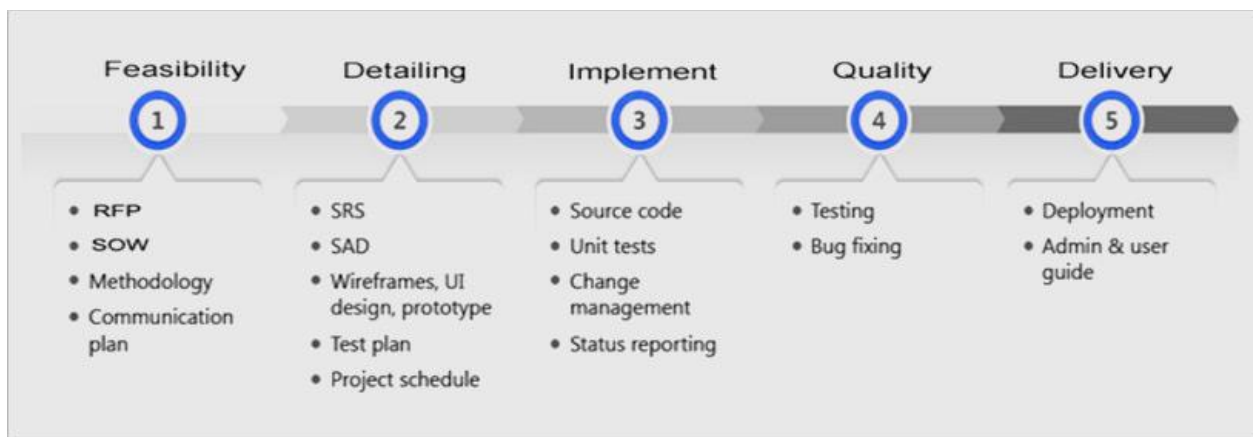 Feasibility
Detailing
Implement
Quality
Delivery
1
2
3
4
5
• RFP
• SOW
• Methodology
• Communication
plan
• SRS
• SAD
• Wireframes, UI
design, prototype
• Test plan
• Project schedule
• Source code
• Unit tests
• Change
management
• Status reporting
• Testing
• Bug fixing
• Deployment
• Admin & user
guide